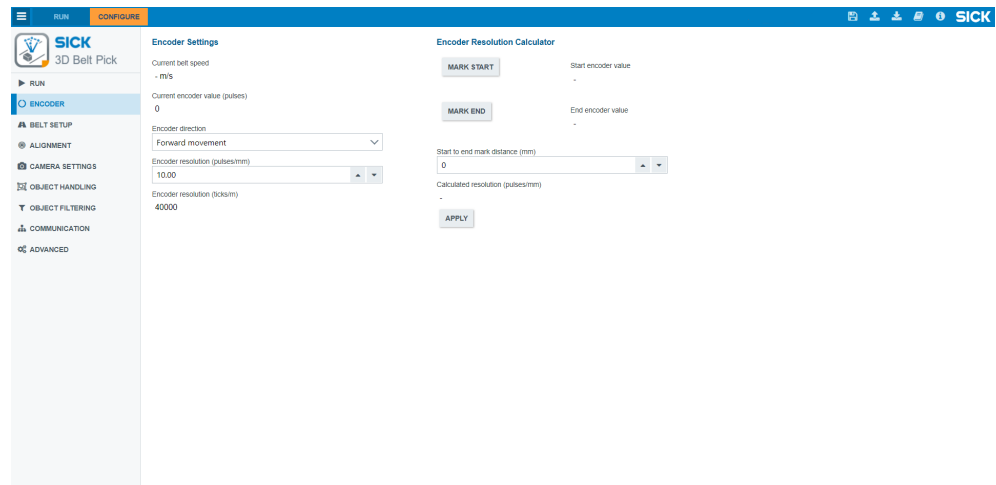 RUN
CONFIGURE
SICK
SICK
3D Belt Pick
RUN
ENCODER
BELT SETUP
ALIGNMENT
CAMERA SETTINGS
OBJECT HANDLING
OBJECT FILTERING
COMMUNICATION
ADVANCED
Encoder Settings
Current belt speed
- m/s
Current encoder value (pulses)
0
Encoder direction
Forward movement
Encoder resolution (pulses/mm)
10.00
Encoder resolution (ticks/m)
40000
Encoder Resolution Calculator
MARK START
Start encoder value
-
MARK END
End encoder value
-
Start to end mark distance (mm)
0
Calculated resolution (pulses/mm)
-
APPLY